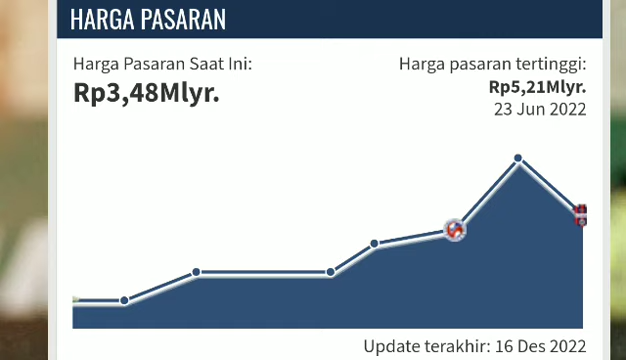 HARGA PASARAN
Harga Pasaran Saat Ini:
Rp3,48Mlyr.
Harga pasaran tertinggi:
Rp5,21Mlyr.
23 Jun 2022
Update terakhir: 16 Des 2022